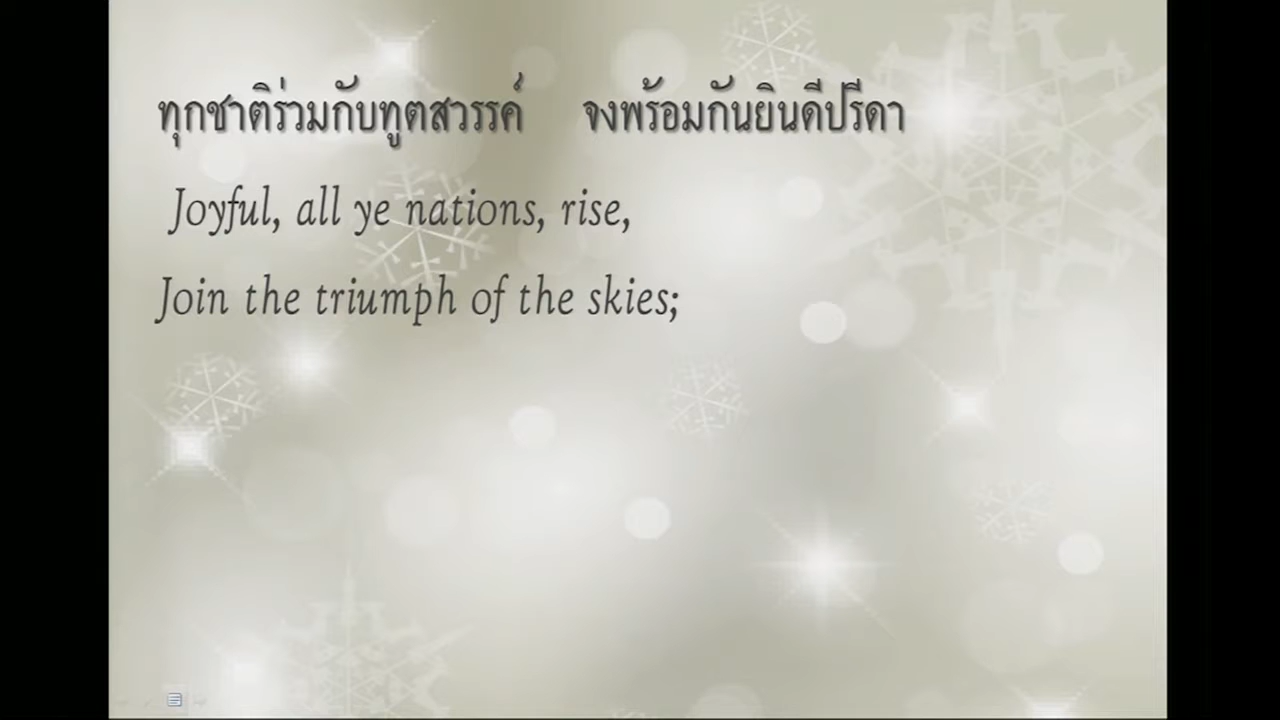 ทุกชาติร่วมกับทูตสวรรค์ จงพร้อมกันยินดีปรีดา
Joyful, all ye nations, rise,
Join the triumph of the skies;